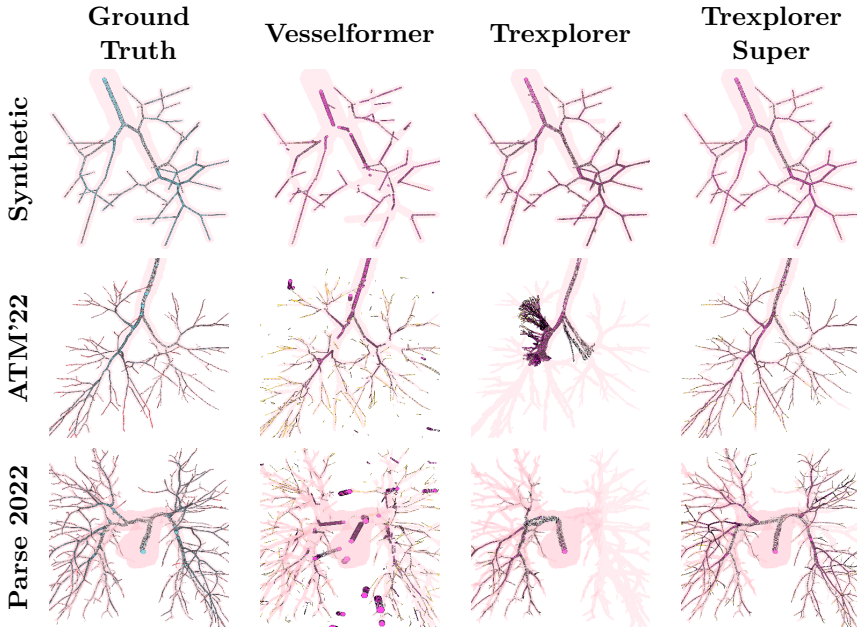 Ground
Truth
Vesselformer
Trexplorer
Trexplorer
Super
Synthetic
ATM'22
Parse 2022